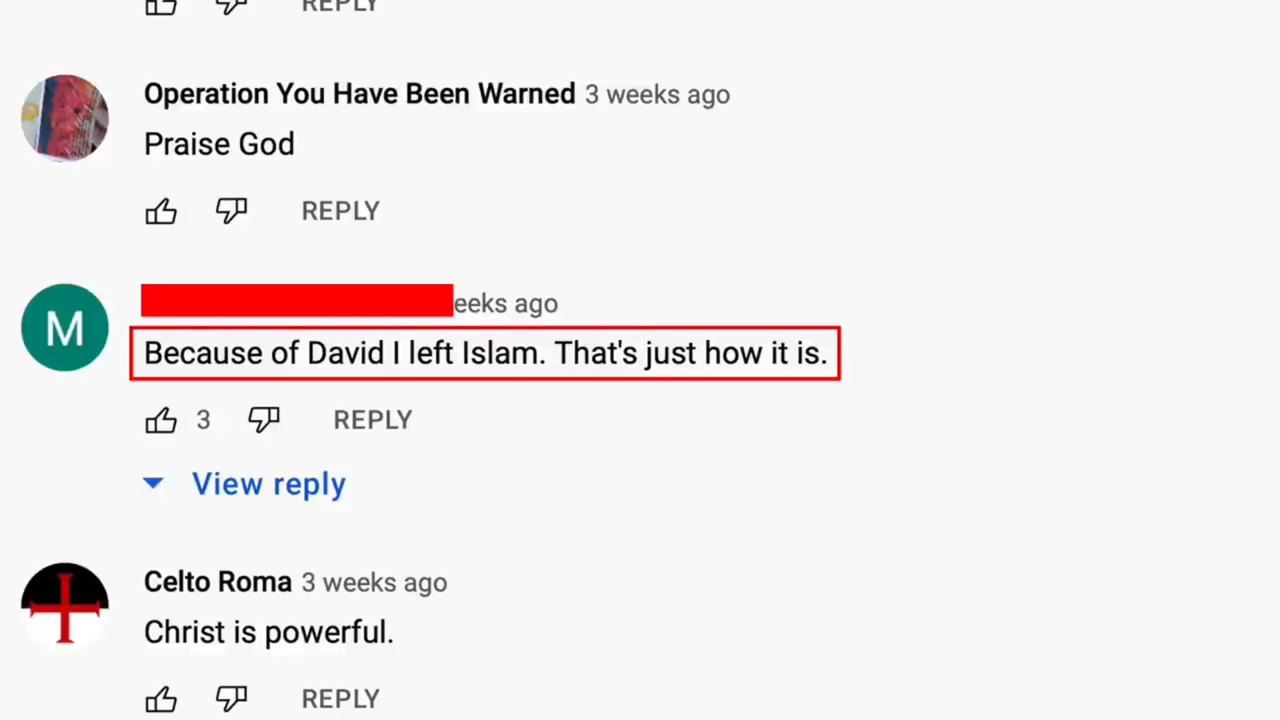 REPLY
Operation You Have Been Warned 3 weeks ago
Praise God
REPLY
M
eeks ago
Because of David I left Islam. That's just how it is.
3 REPLY
View reply
Celto Roma 3 weeks ago
Christ is powerful.
REPLY